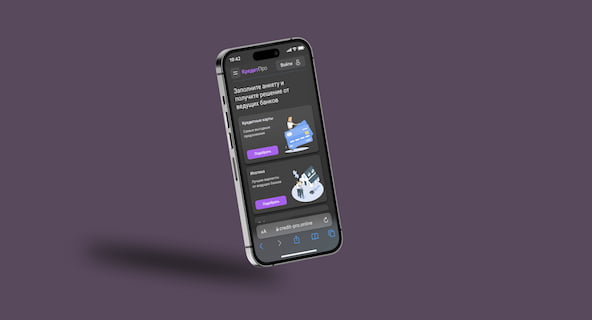 10:42
КредитПро
Войти
Заполните анкету и
получите решение от
ведущих банков
Кредитные карты
Самые выгодные
предложения
Подобрать
Ипотека
Лучшие варианты
от ведущих банков
Подобрать
AA credit-pro.online